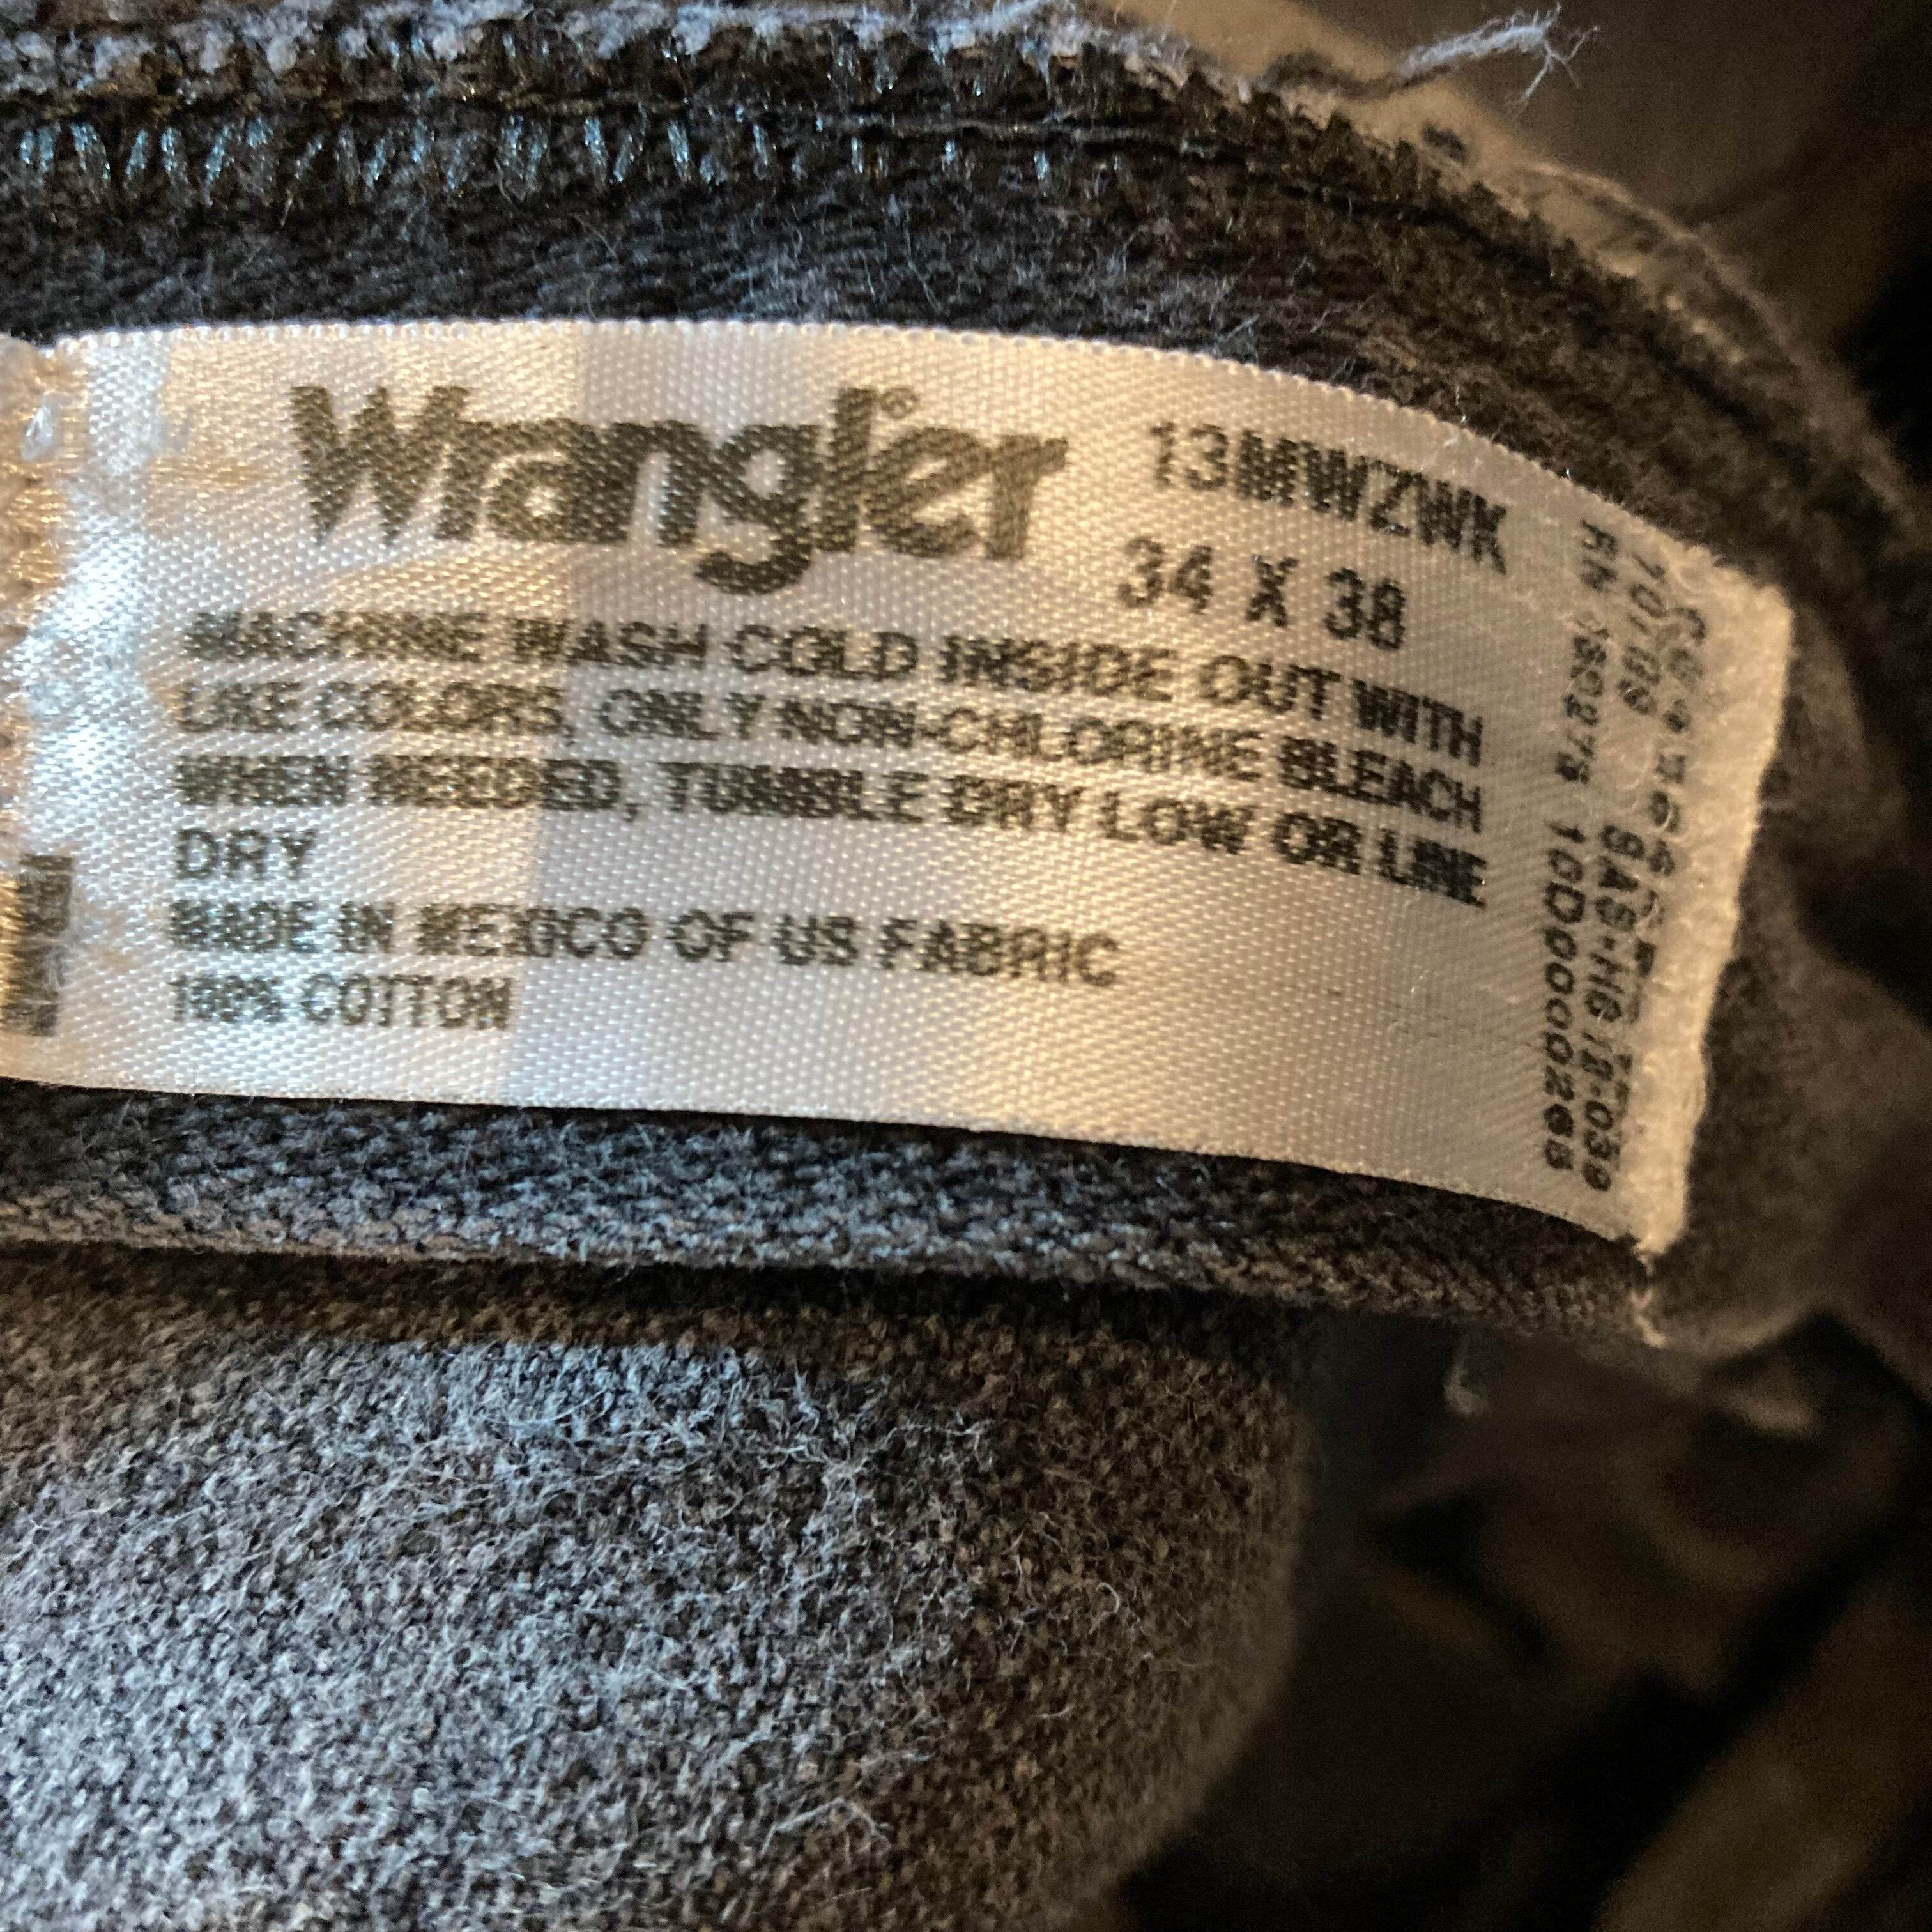 Wrangler®
13MWZWK
34 X 38
MACHINE WASH COLD INSIDE OUT WITH
LIKE COLORS, ONLY NON-CHLORINE BLEACH
WHEN NEEDED, TUMBLE DRY LOW OR LINE
DRY
MADE IN MEXICO OF US FABRIC
100% COTTON